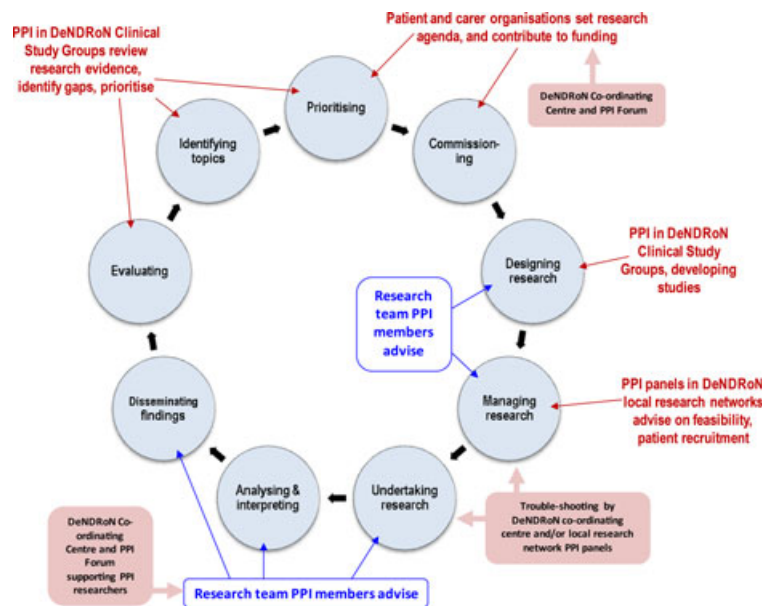 PPI in DeNDRoN Clinical
Study Groups review
research evidence,
identify gaps, prioritise
Patient and carer organisations set research
agenda, and contribute to funding
DeNDRoN Co-ordinating
Centre and PPI Forum
Prioritising
Identifying
topics
Commission-
ing
PPI in DeNDRoN
Clinical Study
Groups, developing
studies
Evaluating
Designing
research
Research
team PPI
members
advise
Disseminating
findings
Managing
research
PPI panels in DeNDRoN
local research networks
advise on feasibility,
patient recruitment
Analysing &
interpreting
Undertaking
research
Trouble-shooting by
DeNDRoN co-ordinating
centre and/or local research
network PPI panels
DeNDRoN Co-
ordinating
Centre and PPI
Forum
supporting PPI
researchers
Research team PPI members advise